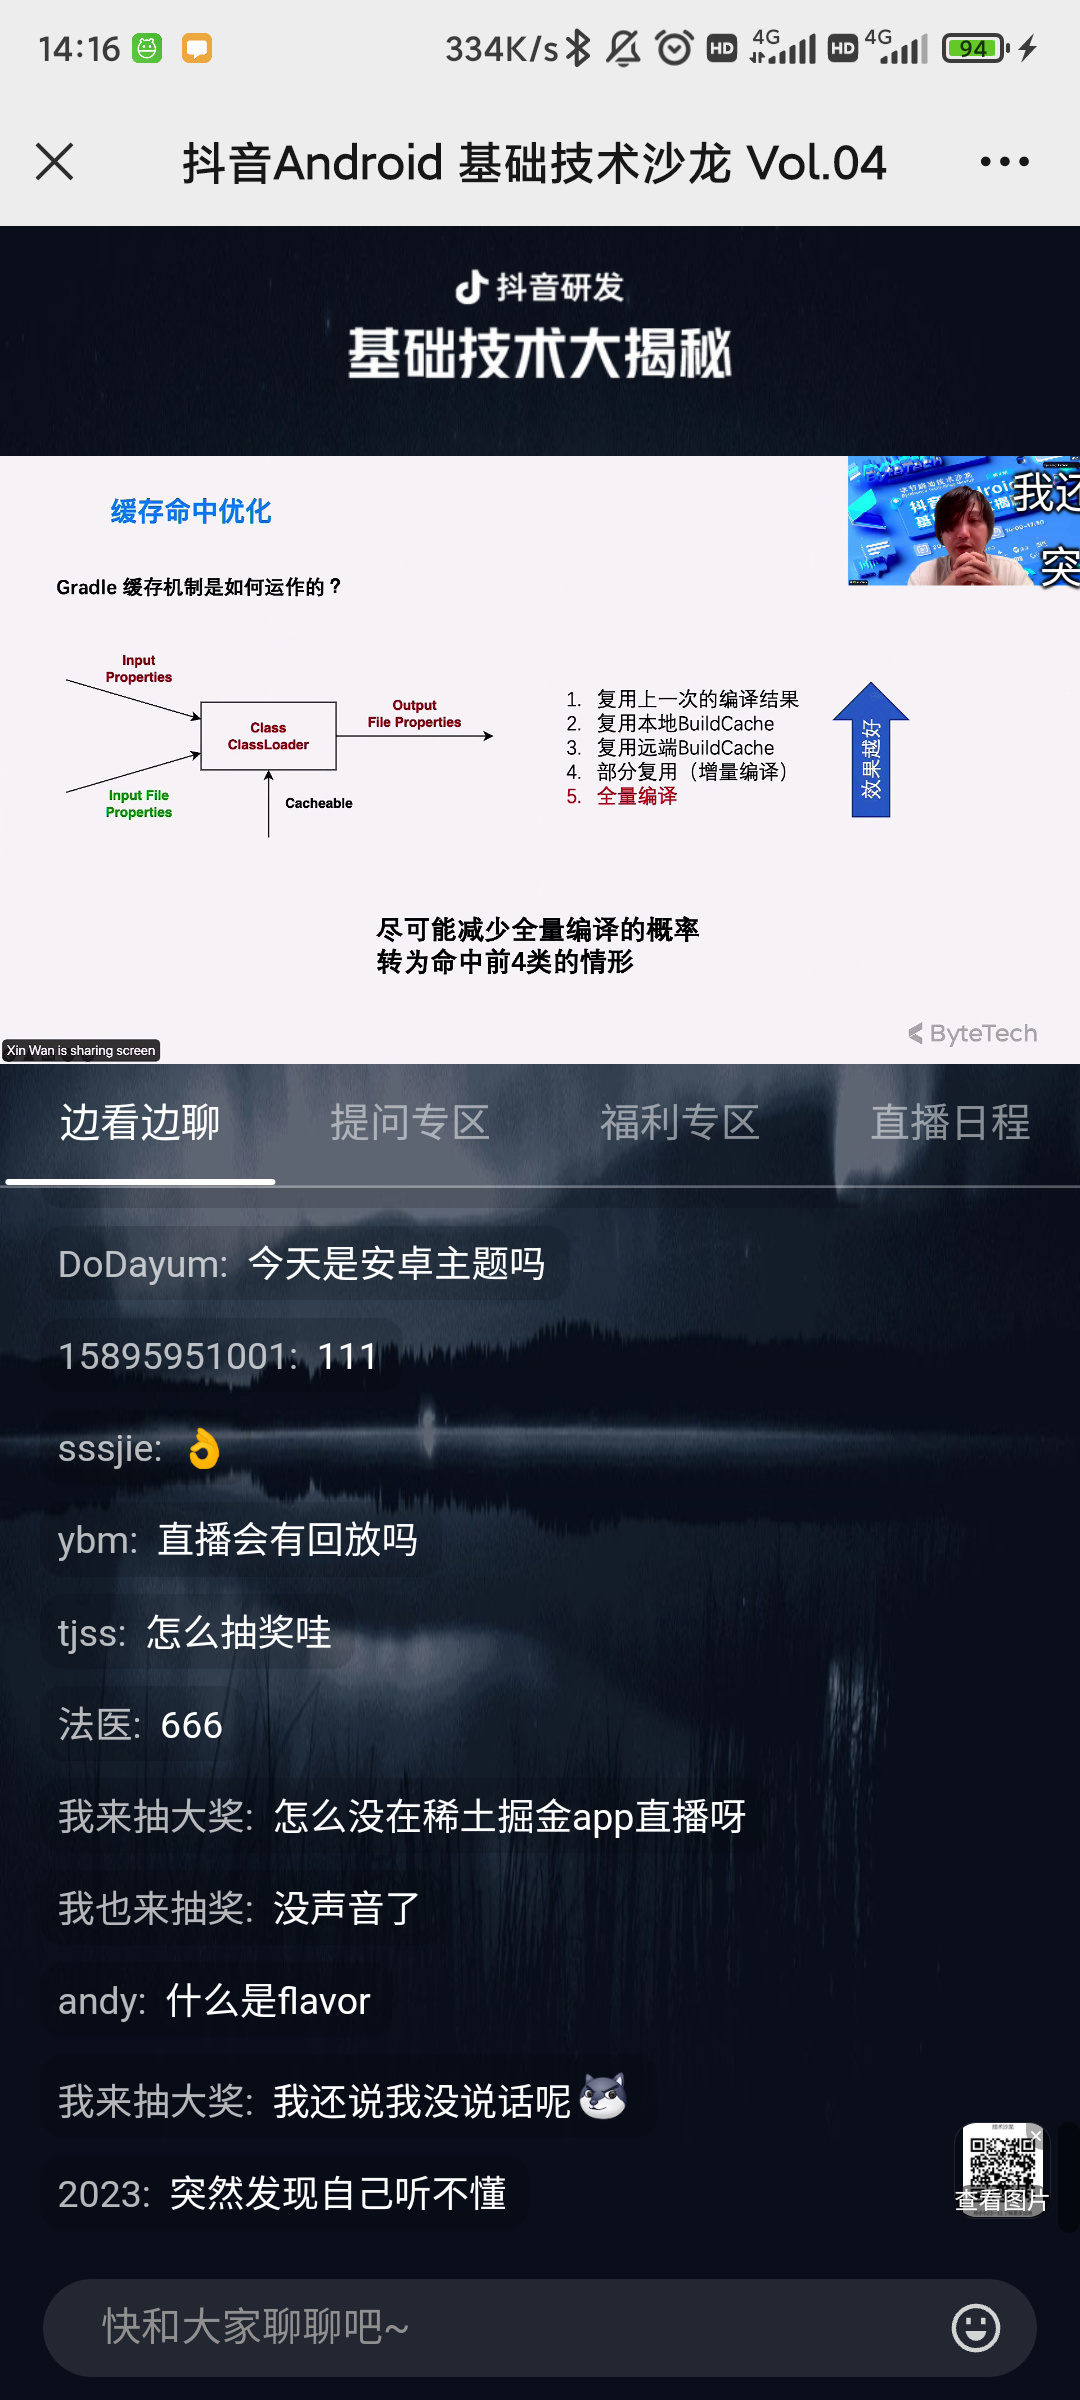 14:16
334K/s
HD
4G
HD
4G
94
抖音Android 基础技术沙龙 Vol.04
抖音研发
基础技术大揭秘
缓存命中优化
我还
突
Gradle 缓存机制是如何运作的？
Input
Properties
Class
ClassLoader
Output
File Properties
Input File
Properties
Cacheable
1. 复用上一次的编译结果
2. 复用本地BuildCache
3. 复用远端BuildCache
4. 部分复用（增量编译）
5. 全量编译
效果越好
尽可能减少全量编译的概率
转为命中前4类的情形
ByteTech
Xin Wan is sharing screen
边看边聊
提问专区
福利专区
直播日程
DoDayum: 今天是安卓主题吗
15895951001: 111
sssjie: 👌
ybm: 直播会有回放吗
tjss: 怎么抽奖哇
法医: 666
我来抽大奖: 怎么没在稀土掘金app直播呀
我也来抽奖: 没声音了
andy: 什么是flavor
我来抽大奖: 我还说我没说话呢
2023: 突然发现自己听不懂
查看图片
快和大家聊聊吧~